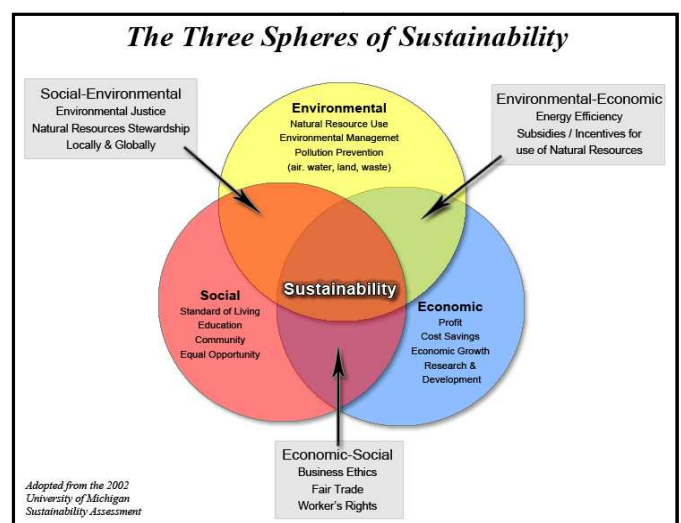 The Three Spheres of Sustainability
Social-Environmental
Environmental Justice
Natural Resources Stewardship
Locally & Globally
Environmental
Natural Resource Use
Environmental Managemet
Pollution Prevention
(air. water, land, waste)
Environmental-Economic
Energy Efficiency
Subsidies / Incentives for
use of Natural Resources
Sustainability
Social
Standard of Living
Education
Community
Equal Opportunity
Economic
Profit
Cost Savings
Economic Growth
Research &
Development
Economic-Social
Business Ethics
Fair Trade
Worker's Rights
Adopted from the 2002
University of Michigan
Sustainability Assessment